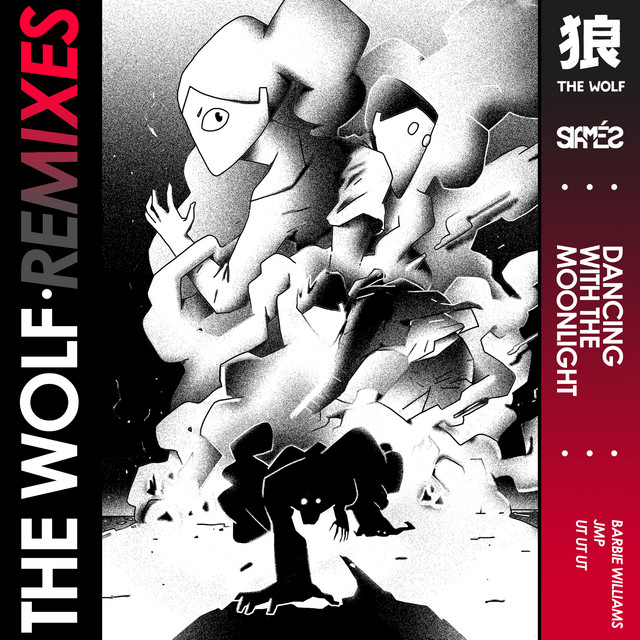 THE WOLF·REMIXES
狼
THE WOLF
SIAMÉS
DANCING
WITH THE
MOONLIGHT
BARBIE WILLIAMS
JMP
UT UT UT